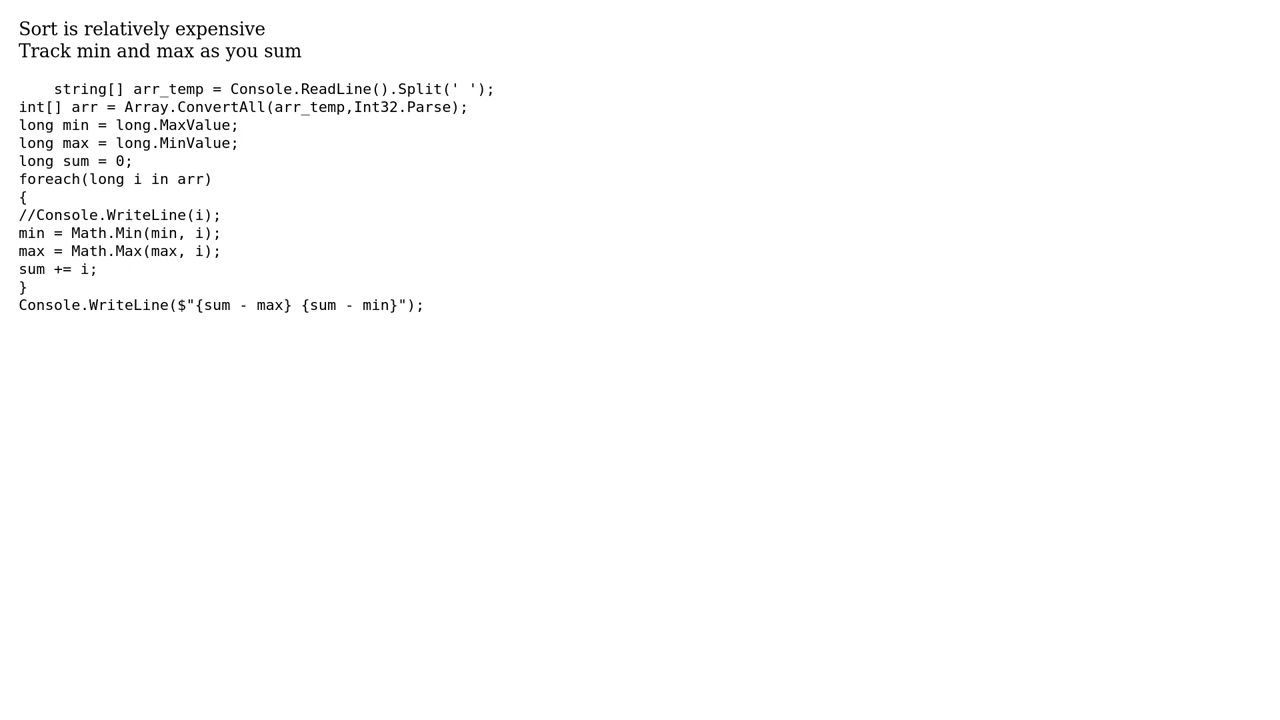 Sort is relatively expensive
Track min and max as you sum
    string[] arr_temp = Console.ReadLine().Split(' ');
int[] arr = Array.ConvertAll(arr_temp,Int32.Parse);
long min = long.MaxValue;
long max = long.MinValue;
long sum = 0;
foreach(long i in arr)
{
//Console.WriteLine(i);
min = Math.Min(min, i);
max = Math.Max(max, i);
sum += i;
}
Console.WriteLine($"{sum - max} {sum - min}");